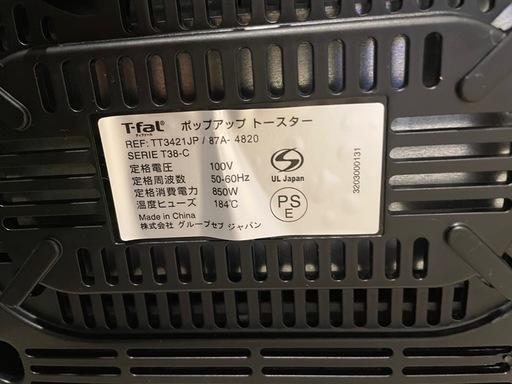 T-faL ポップアップ トースター
ティファール
REF: TT3421JP / 87A- 4820
SERIE T38-C
定格電圧 100V
定格周波数 50-60Hz
定格消費電力 850W
温度ヒューズ 184℃
Made in China
株式会社 グループセブ ジャパン
S
UL Japan
PS
E
3203000131